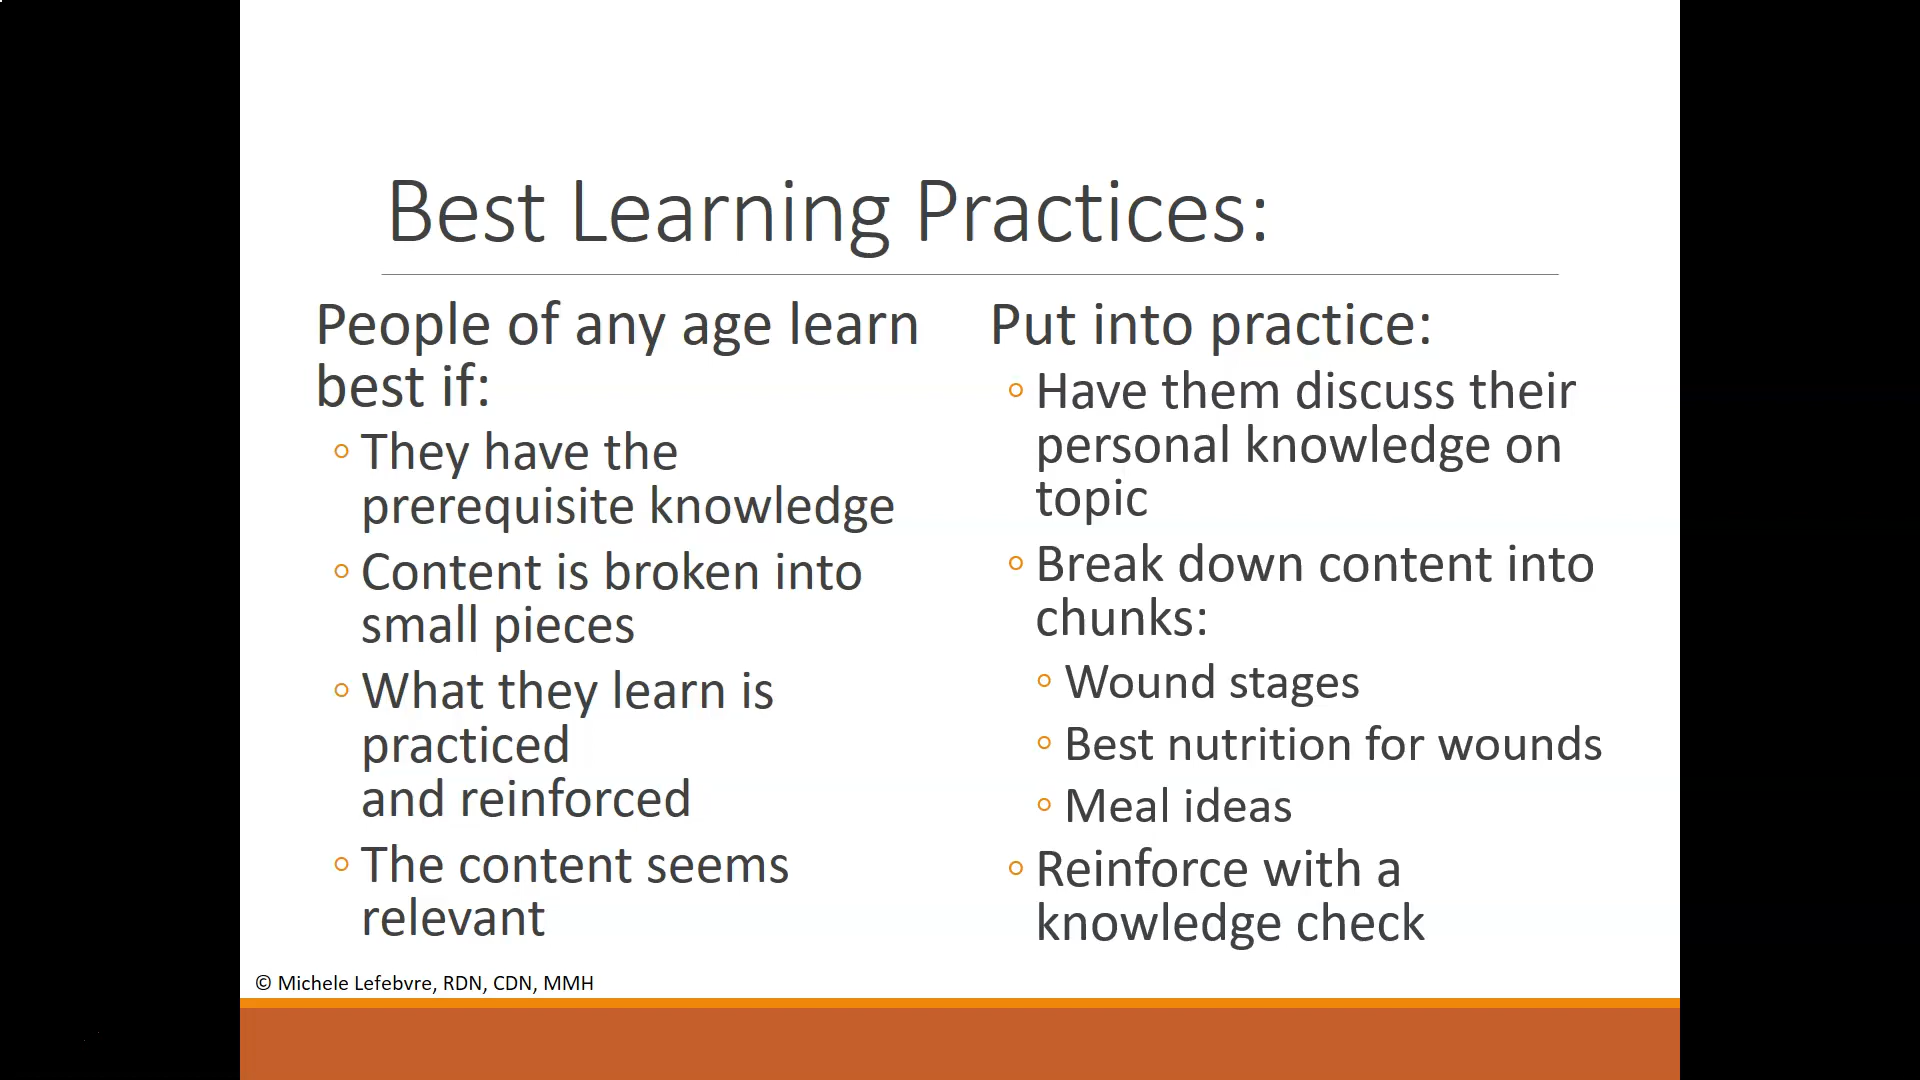 Best Learning Practices:
People of any age learn
best if:
◦ They have the
prerequisite knowledge
◦ Content is broken into
small pieces
◦ What they learn is
practiced
and reinforced
◦ The content seems
relevant
Put into practice:
◦ Have them discuss their
personal knowledge on
topic
◦ Break down content into
chunks:
◦ Wound stages
◦ Best nutrition for wounds
◦ Meal ideas
◦ Reinforce with a
knowledge check
© Michele Lefebvre, RDN, CDN, MMH